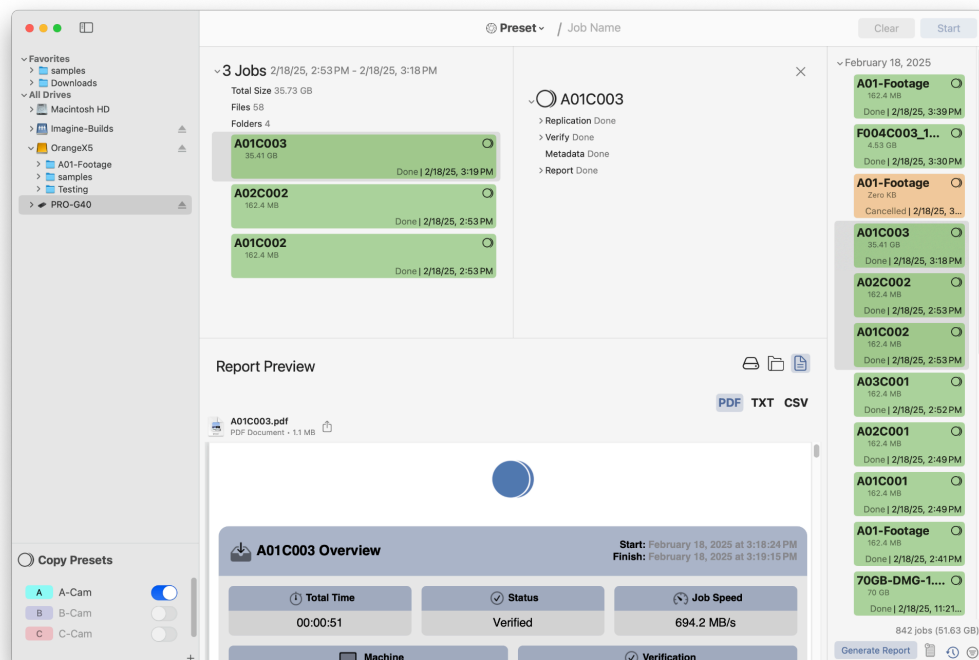 Preset
/ Job Name
Clear
Start
Favorites
samples
Downloads
All Drives
Macintosh HD
Imagine-Builds
OrangeX5
A01-Footage
samples
Testing
PRO-G40
Copy Presets
A A-Cam
B B-Cam
C C-Cam
+
3 Jobs 2/18/25, 2:53 PM - 2/18/25, 3:18 PM
Total Size 35.73 GB
Files 58
Folders 4
A01C003
35.41 GB
Done | 2/18/25, 3:19 PM
A02C002
162.4 MB
Done | 2/18/25, 2:53 PM
A01C002
162.4 MB
Done | 2/18/25, 2:53 PM
A01C003
Replication Done
Verify Done
Metadata Done
Report Done
Report Preview
PDF TXT CSV
A01C003.pdf
PDF Document • 1.1 MB
A01C003 Overview
Start: February 18, 2025 at 3:18:24 PM
Finish: February 18, 2025 at 3:19:15 PM
Total Time
00:00:51
Status
Verified
Job Speed
694.2 MB/s
Machine
Verification
February 18, 2025
A01-Footage
162.4 MB
Done | 2/18/25, 3:39 PM
F004C003_1...
4.53 GB
Done | 2/18/25, 3:30 PM
A01-Footage
Zero KB
Cancelled | 2/18/25, 3...
A01C003
35.41 GB
Done | 2/18/25, 3:18 PM
A02C002
162.4 MB
Done | 2/18/25, 2:53 PM
A01C002
162.4 MB
Done | 2/18/25, 2:53 PM
A03C001
162.4 MB
Done | 2/18/25, 2:52 PM
A02C001
162.4 MB
Done | 2/18/25, 2:49 PM
A01C001
162.4 MB
Done | 2/18/25, 2:49 PM
A01-Footage
162.4 MB
Done | 2/18/25, 2:41 PM
70GB-DMG-1....
70 GB
Done | 2/18/25, 11:21...
842 jobs (51.63 GB)
Generate Report